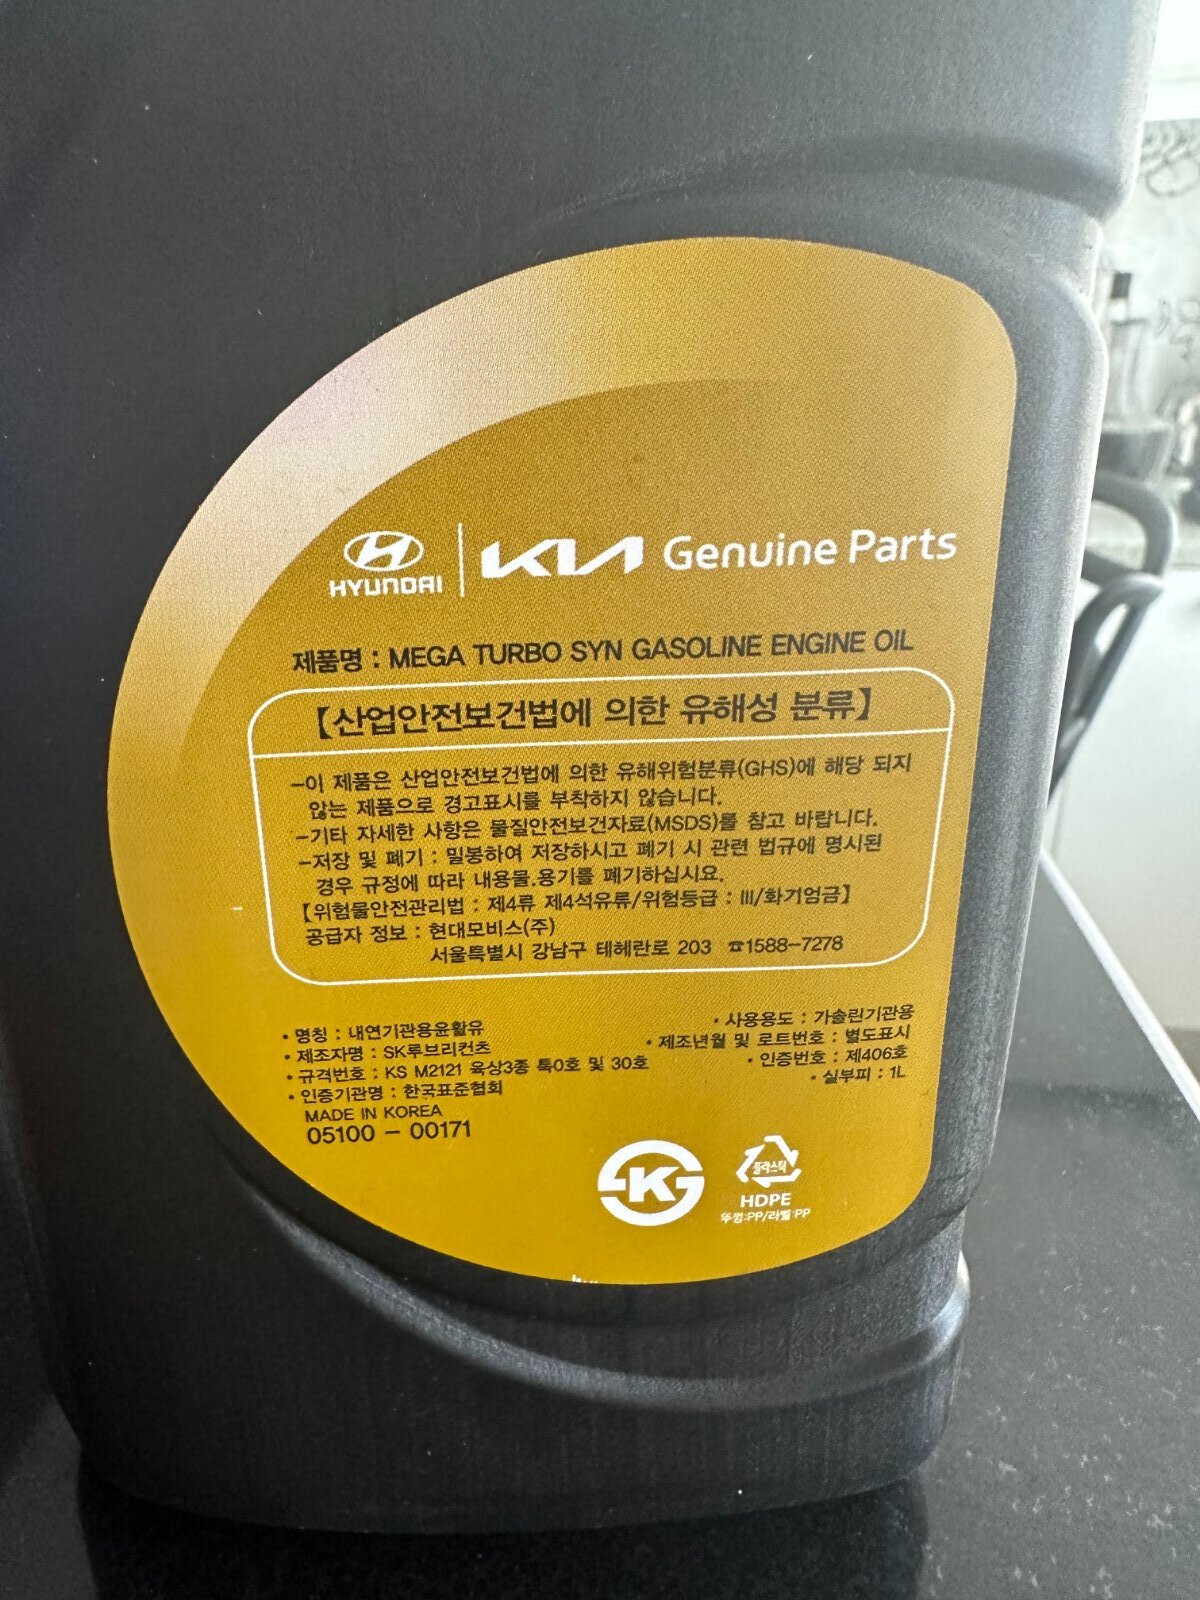 HYUNDAI KIA Genuine Parts
제품명 : MEGA TURBO SYN GASOLINE ENGINE OIL
【산업안전보건법에 의한 유해성 분류】
-이 제품은 산업안전보건법에 의한 유해위험분류(GHS)에 해당 되지
않는 제품으로 경고표시를 부착하지 않습니다.
-기타 자세한 사항은 물질안전보건자료(MSDS)를 참고 바랍니다.
-저장 및 폐기 : 밀봉하여 저장하시고 폐기 시 관련 법규에 명시된
경우 규정에 따라 내용물.용기를 폐기하십시요.
【위험물안전관리법 : 제4류 제4석유류/위험등급 : III/화기엄금】
공급자 정보 : 현대모비스(주)
서울특별시 강남구 테헤란로 203 ☎1588-7278
• 명칭 : 내연기관용윤활유
• 제조자명 : SK루브리컨츠
• 규격번호 : KS M2121 육상3종 특0호 및 30호
• 인증기관명 : 한국표준협회
MADE IN KOREA
05100 - 00171
• 사용용도 : 가솔린기관용
• 제조년월 및 로트번호 : 별도표시
• 인증번호 : 제406호
• 실부피 : 1L
K
플라스틱
HDPE
뚜껑:PP/라벨:PP